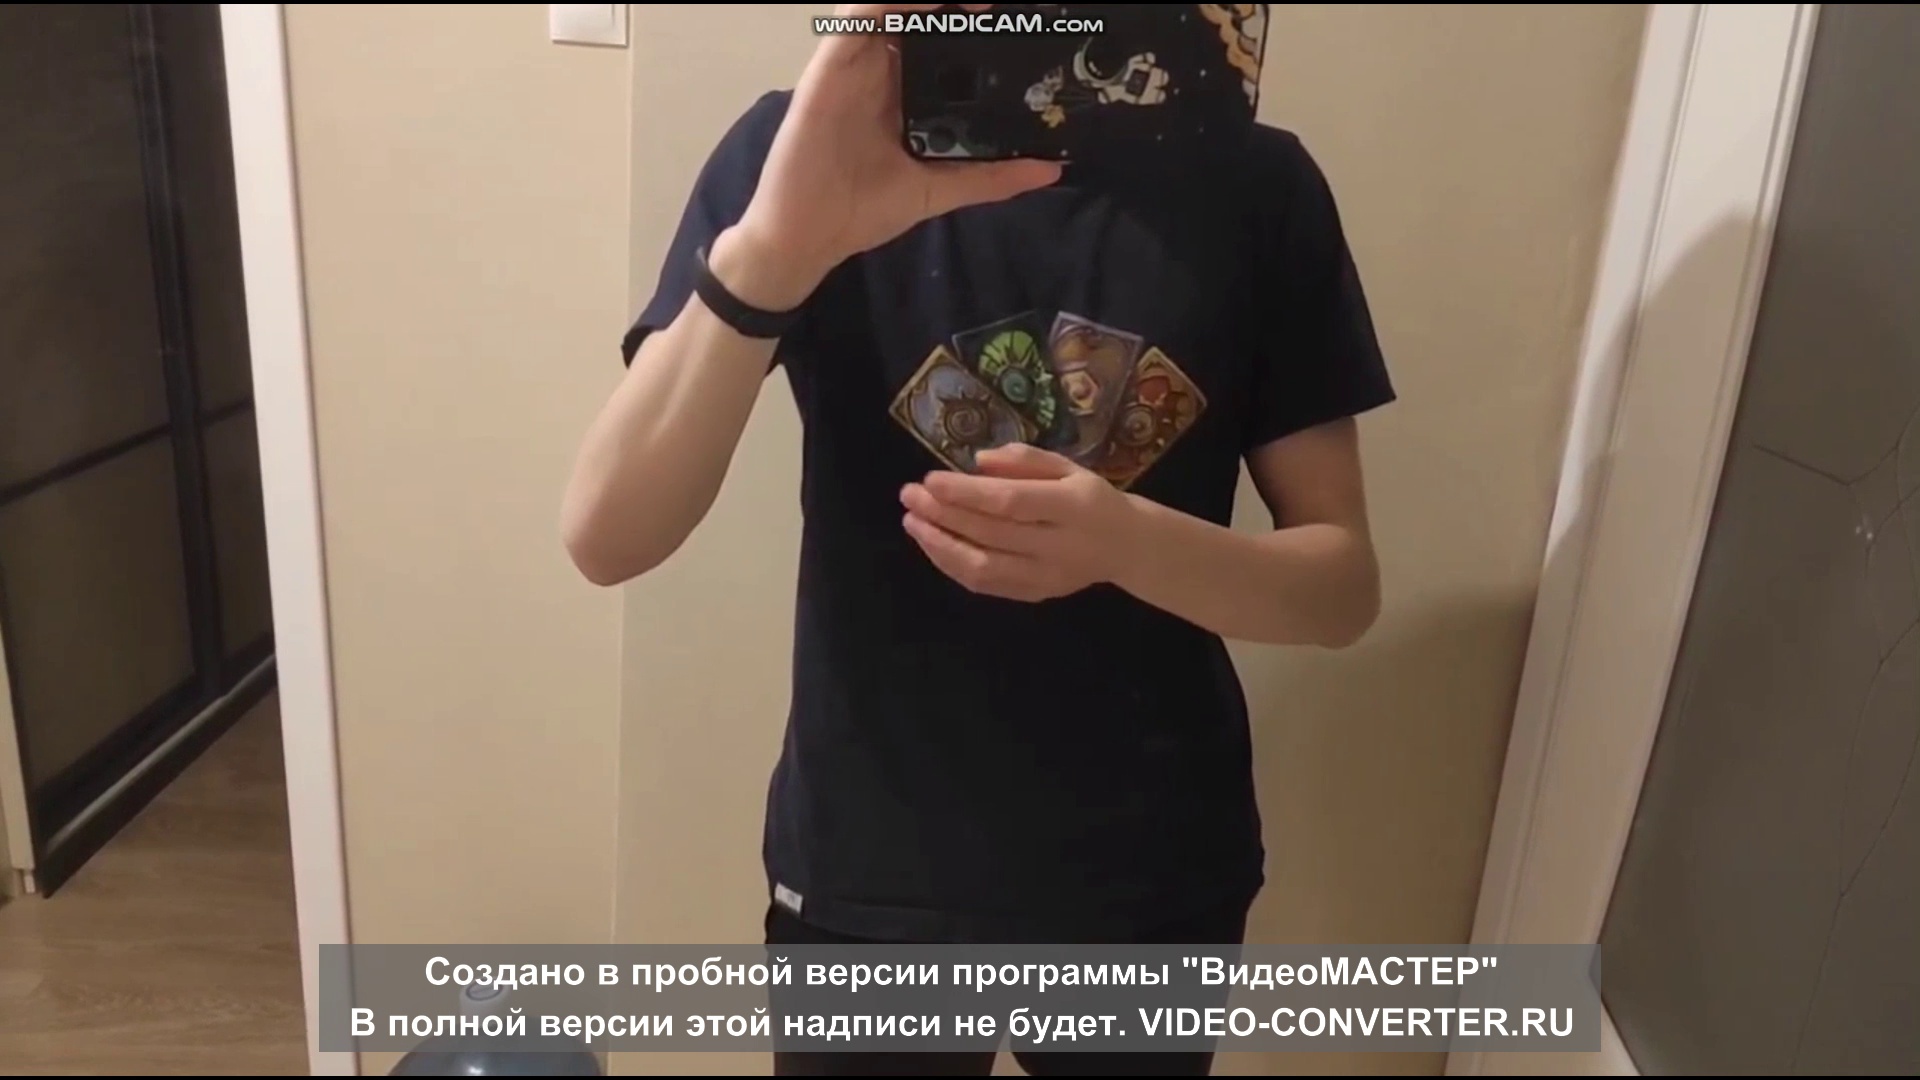 www.BANDICAM.COM
Создано в пробной версии программы "ВидеоМАСТЕР"
В полной версии этой надписи не будет. VIDEO-CONVERTER.RU